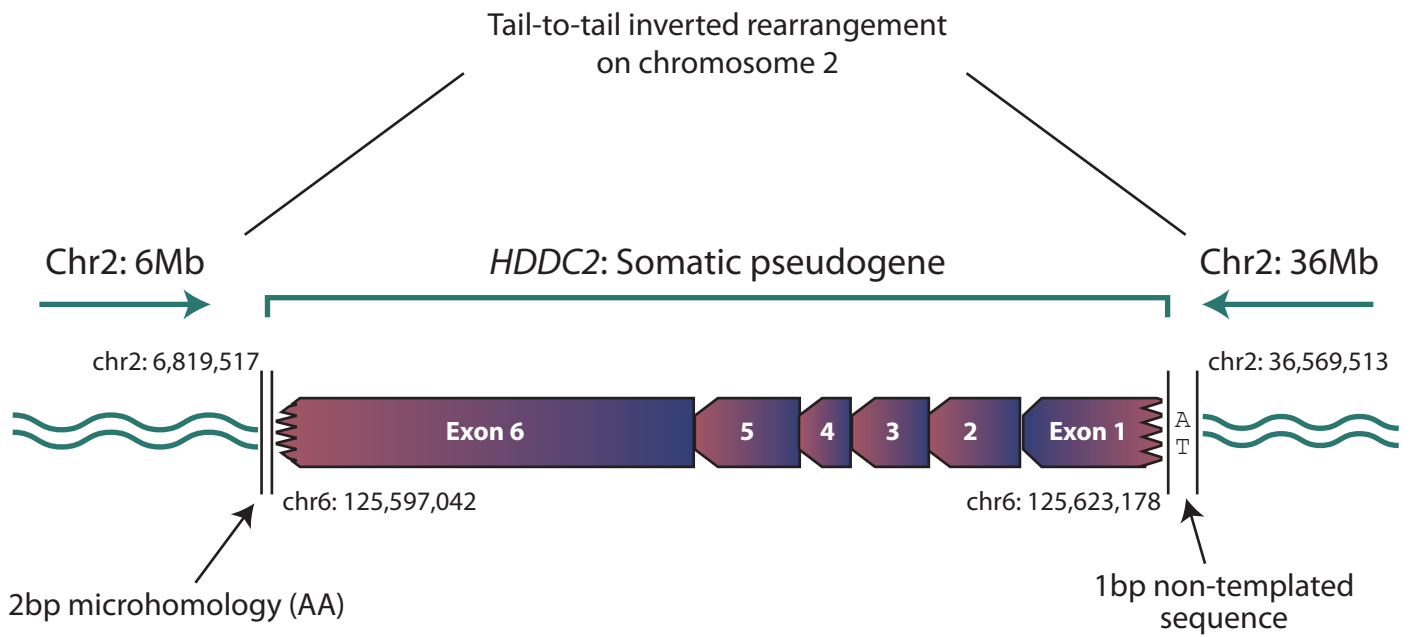 Tail-to-tail inverted rearrangement
on chromosome 2
Chr2: 6Mb
HDDC2: Somatic pseudogene
Chr2: 36Mb
chr2: 6,819,517
chr2: 36,569,513
Exon 6
5
4
3
2
Exon 1
A
T
chr6: 125,597,042
chr6: 125,623,178
2bp microhomology (AA)
1bp non-templated
sequence